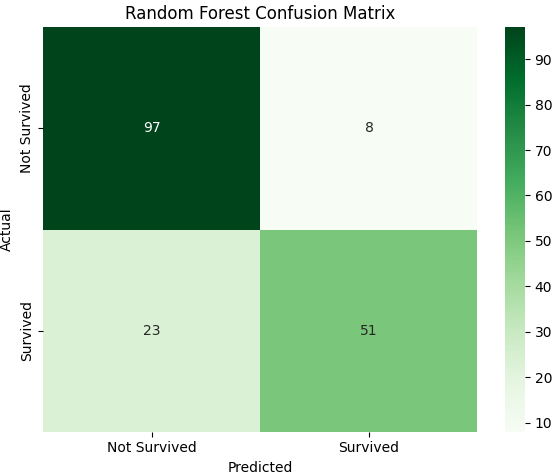 Random Forest Confusion Matrix
Actual
Not Survived
Survived
97
8
23
51
Not Survived
Survived
Predicted
90
80
70
60
50
40
30
20
10